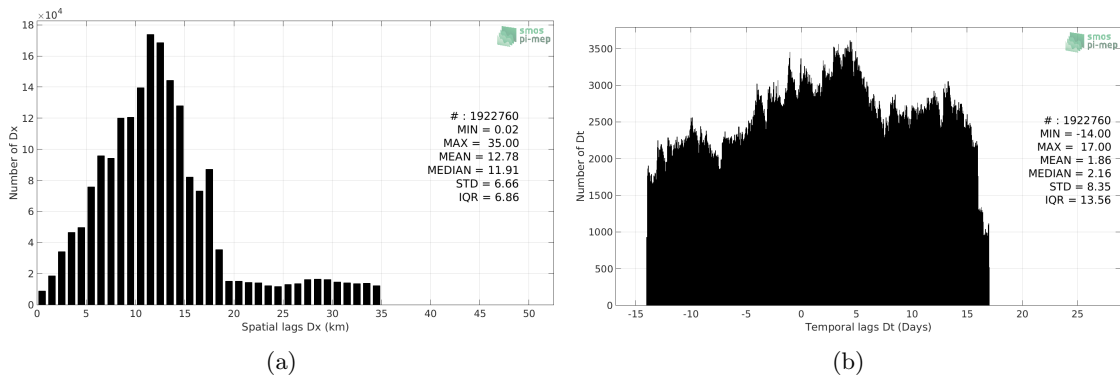 ×10⁴
18
16
14
12
10
8
6
4
2
0
0 5 10 15 20 25 30 35 40 45 50
Number of Dx
Spatial lags Dx (km)
smos
pi-mep
# : 1922760
MIN = 0.02
MAX = 35.00
MEAN = 12.78
MEDIAN = 11.91
STD = 6.66
IQR = 6.86
(a)
3500
3000
2500
2000
1500
1000
500
0
-15 -10 -5 0 5 10 15 20 25
Number of Dt
Temporal lags Dt (Days)
smos
pi-mep
# : 1922760
MIN = -14.00
MAX = 17.00
MEAN = 1.86
MEDIAN = 2.16
STD = 8.35
IQR = 13.56
(b)